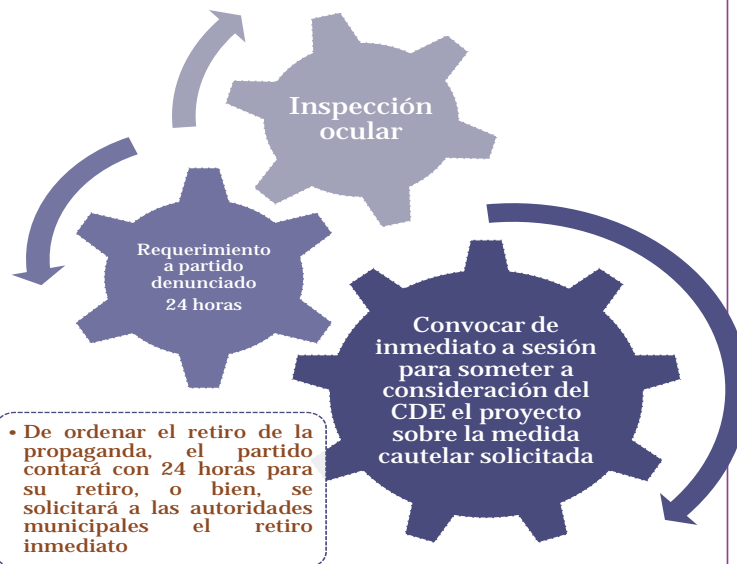 Inspección
ocular
Requerimiento
a partido
denunciado
24 horas
Convocar de
inmediato a sesión
para someter a
consideración del
CDE el proyecto
sobre la medida
cautelar solicitada
• De ordenar el retiro de la
propaganda, el partido
contará con 24 horas para
su retiro, o bien, se
solicitará a las autoridades
municipales el retiro
inmediato